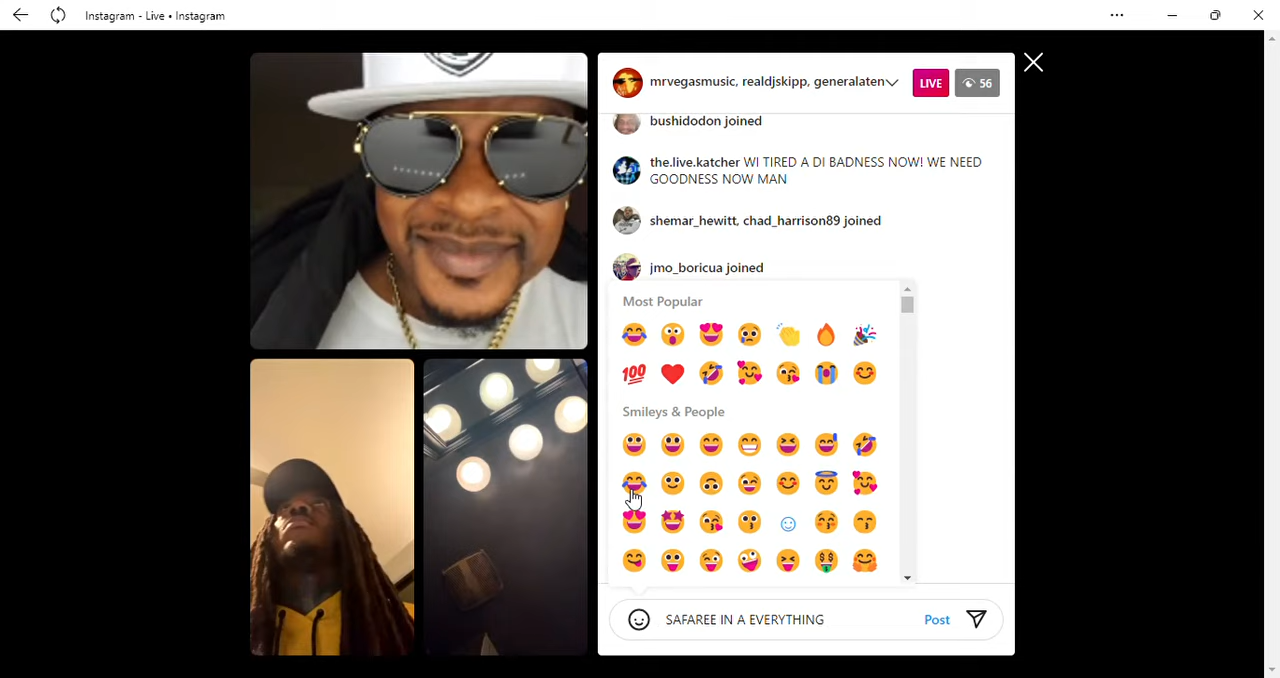 Instagram - Live • Instagram
mrvegasmusic, realdjskipp, generalaten
LIVE
56
bushidodon joined
the.live.katcher WI TIRED A DI BADNESS NOW! WE NEED
GOODNESS NOW MAN
shemar_hewitt, chad_harrison89 joined
jmo_boricua joined
Most Popular
Smileys & People
SAFAREE IN A EVERYTHING
Post